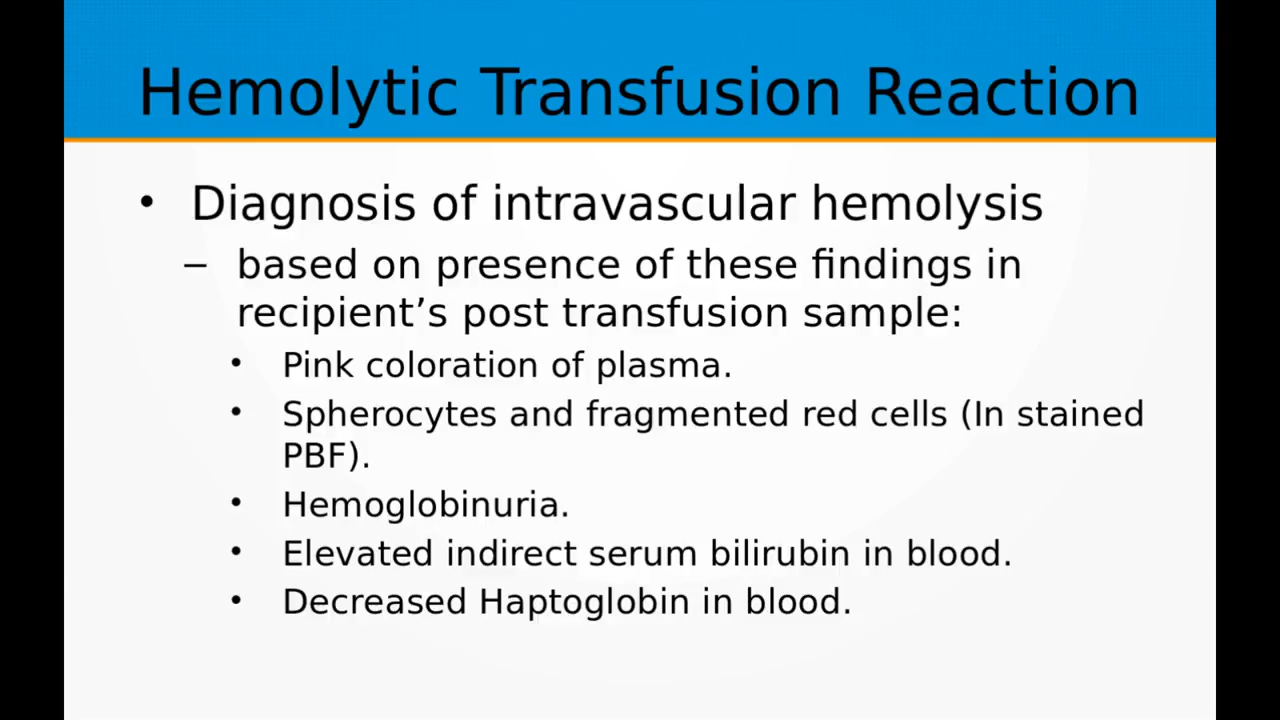 Hemolytic Transfusion Reaction
• Diagnosis of intravascular hemolysis
– based on presence of these findings in
recipient’s post transfusion sample:
• Pink coloration of plasma.
• Spherocytes and fragmented red cells (In stained
PBF).
• Hemoglobinuria.
• Elevated indirect serum bilirubin in blood.
• Decreased Haptoglobin in blood.